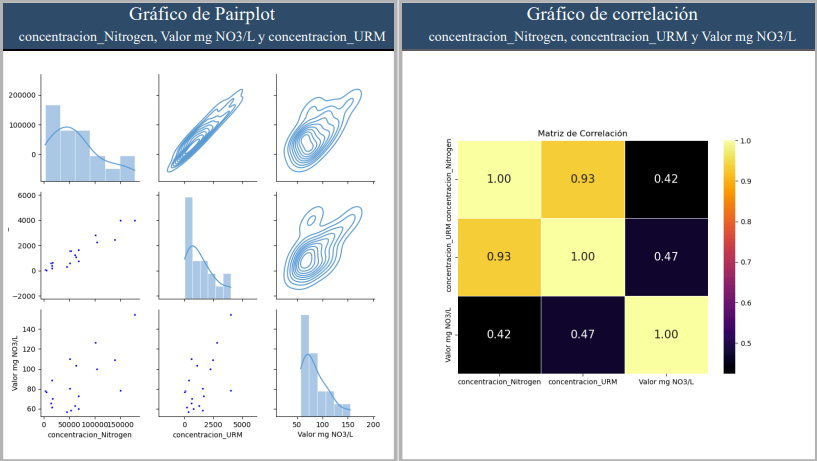 Gráfico de Pairplot
concentracion_Nitrogen, Valor mg NO3/L y concentracion_URM
200000
100000
0
6000
4000
2000
0
−2000
140
120
100
80
60
Valor mg NO3/L
0 50000 100000 150000
concentracion_Nitrogen
0 2500 5000
concentracion_URM
50 100 150 200
Valor mg NO3/L
Gráfico de correlación
concentracion_Nitrogen, concentracion_URM y Valor mg NO3/L
Matriz de Correlación
concentracion_Nitrogen
concentracion_URM
Valor mg NO3/L
1.00 0.93 0.42
0.93 1.00 0.47
0.42 0.47 1.00
concentracion_Nitrogen concentracion_URM Valor mg NO3/L
1.0
0.9
0.8
0.7
0.6
0.5